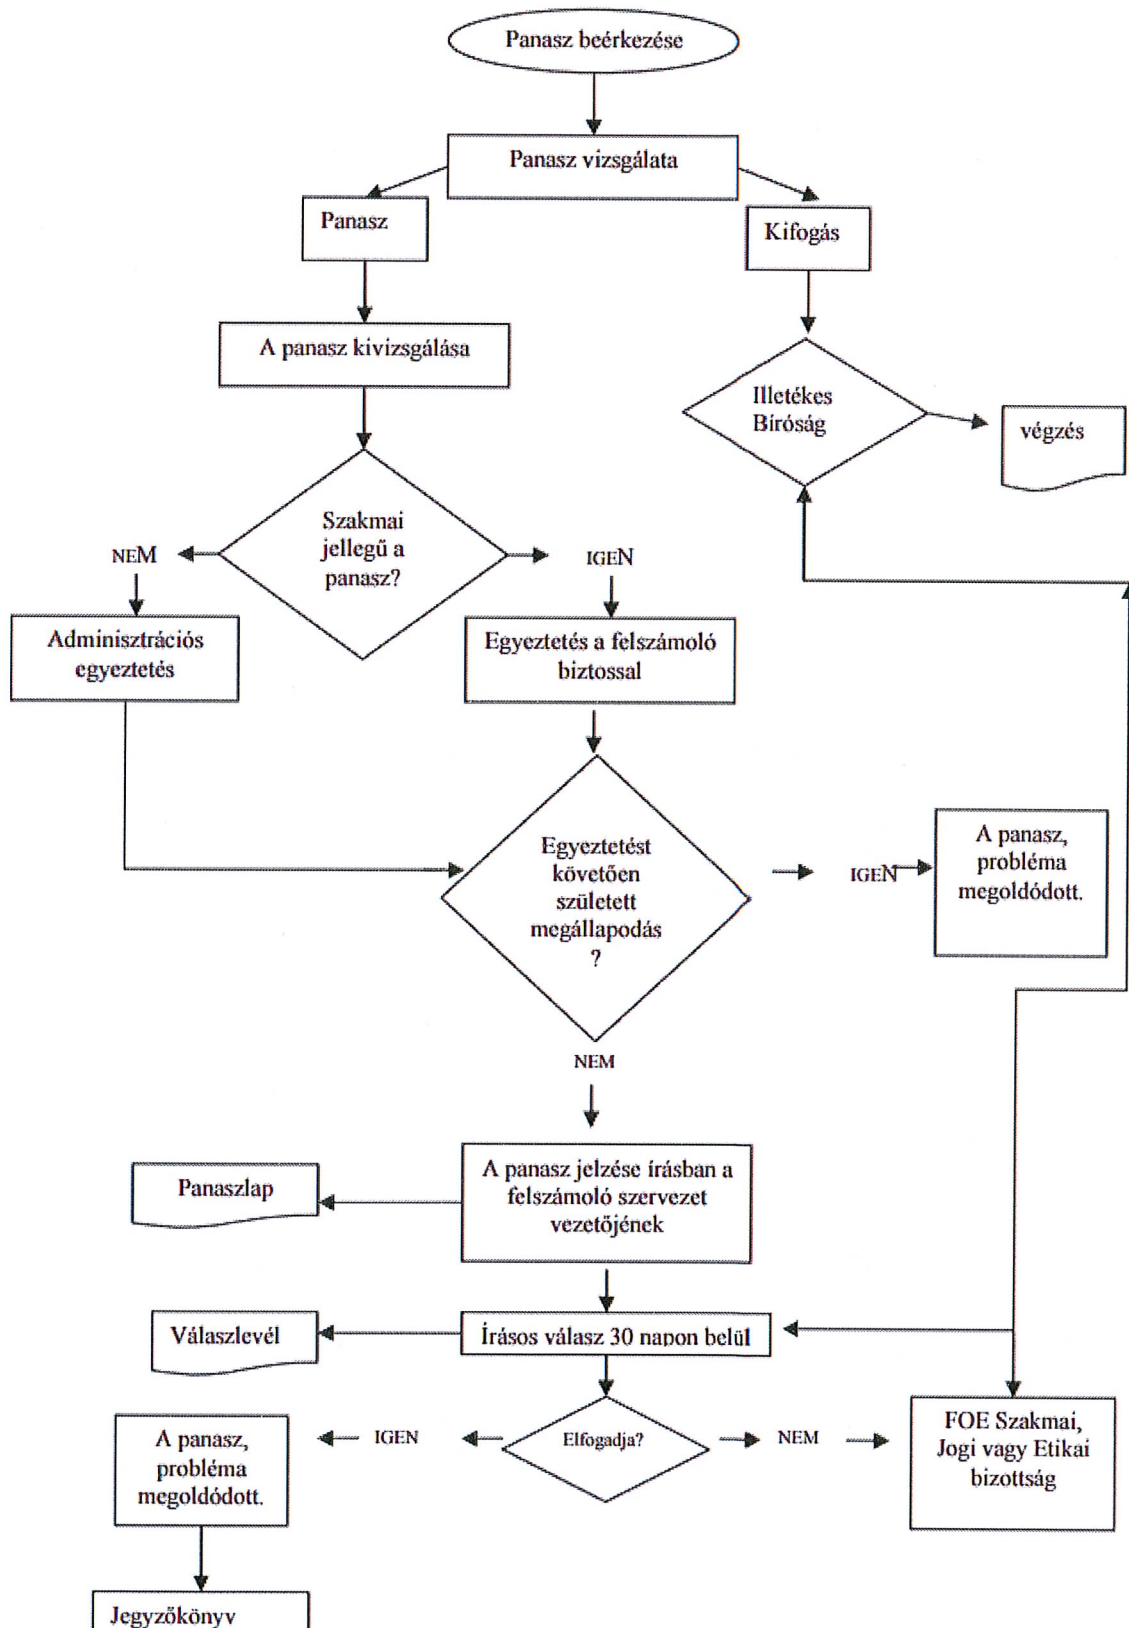 Panasz beérkezése
Panasz vizsgálata
Panasz
Kifogás
A panasz kivizsgálása
Illetékes
Bíróság
végzés
Szakmai
jellegű a
panasz?
NEM
IGEN
Adminisztrációs
egyeztetés
Egyeztetés a felszámoló
biztossal
Egyeztetést
követően
született
megállapodás
?
IGEN
A panasz,
probléma
megoldódott.
NEM
A panasz jelzése írásban a
felszámoló szervezet
vezetőjének
Panaszlap
Írásos válasz 30 napon belül
Válaszlevél
Elfogadja?
IGEN
NEM
A panasz,
probléma
megoldódott.
FOE Szakmai,
Jogi vagy Etikai
bizottság
Jegyzőkönyv